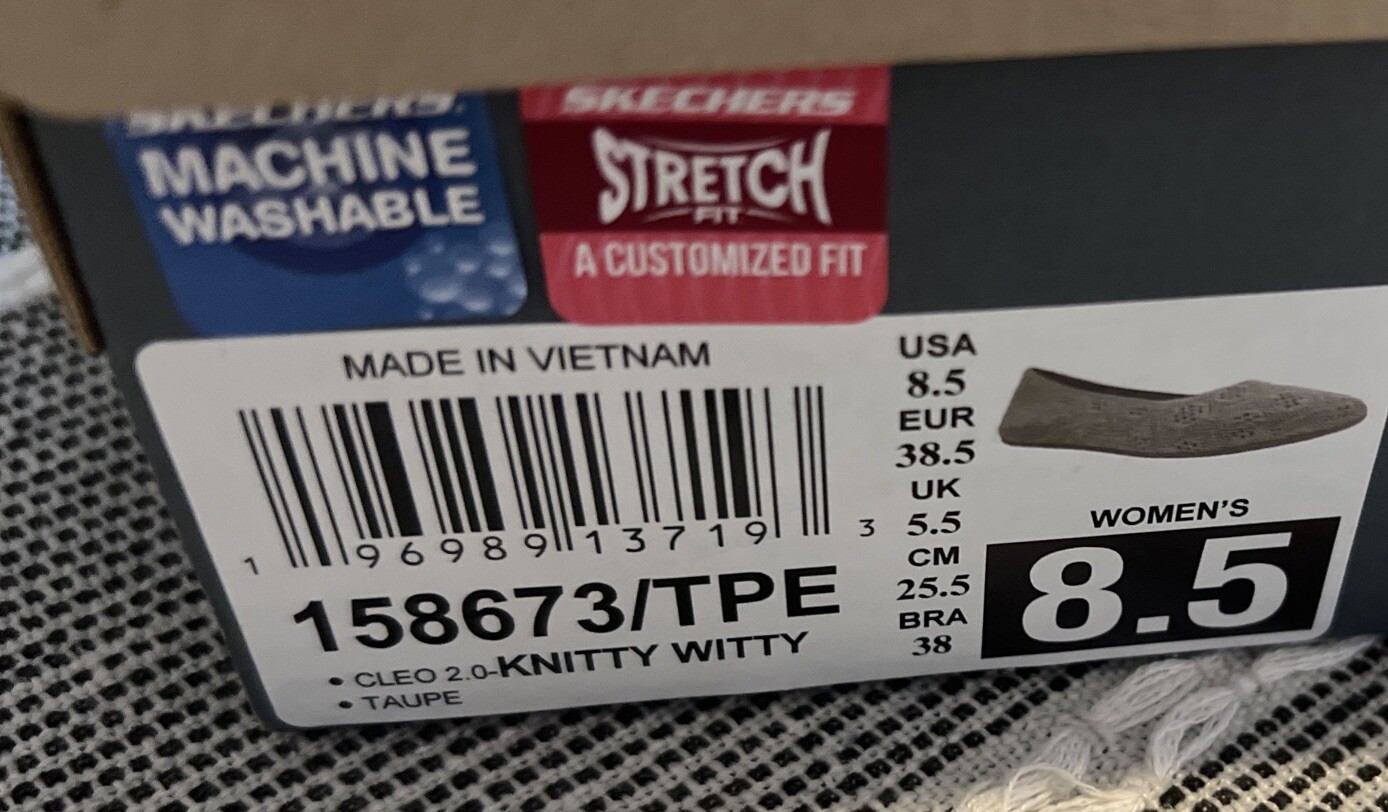 SKECHERS
MACHINE
WASHABLE
SKECHERS
STRETCH
FIT
A CUSTOMIZED FIT
MADE IN VIETNAM
1 96989 13719 3
158673/TPE
• CLEO 2.0-KNITTY WITTY
• TAUPE
USA
8.5
EUR
38.5
UK
5.5
CM
25.5
BRA
38
WOMEN'S
8.5